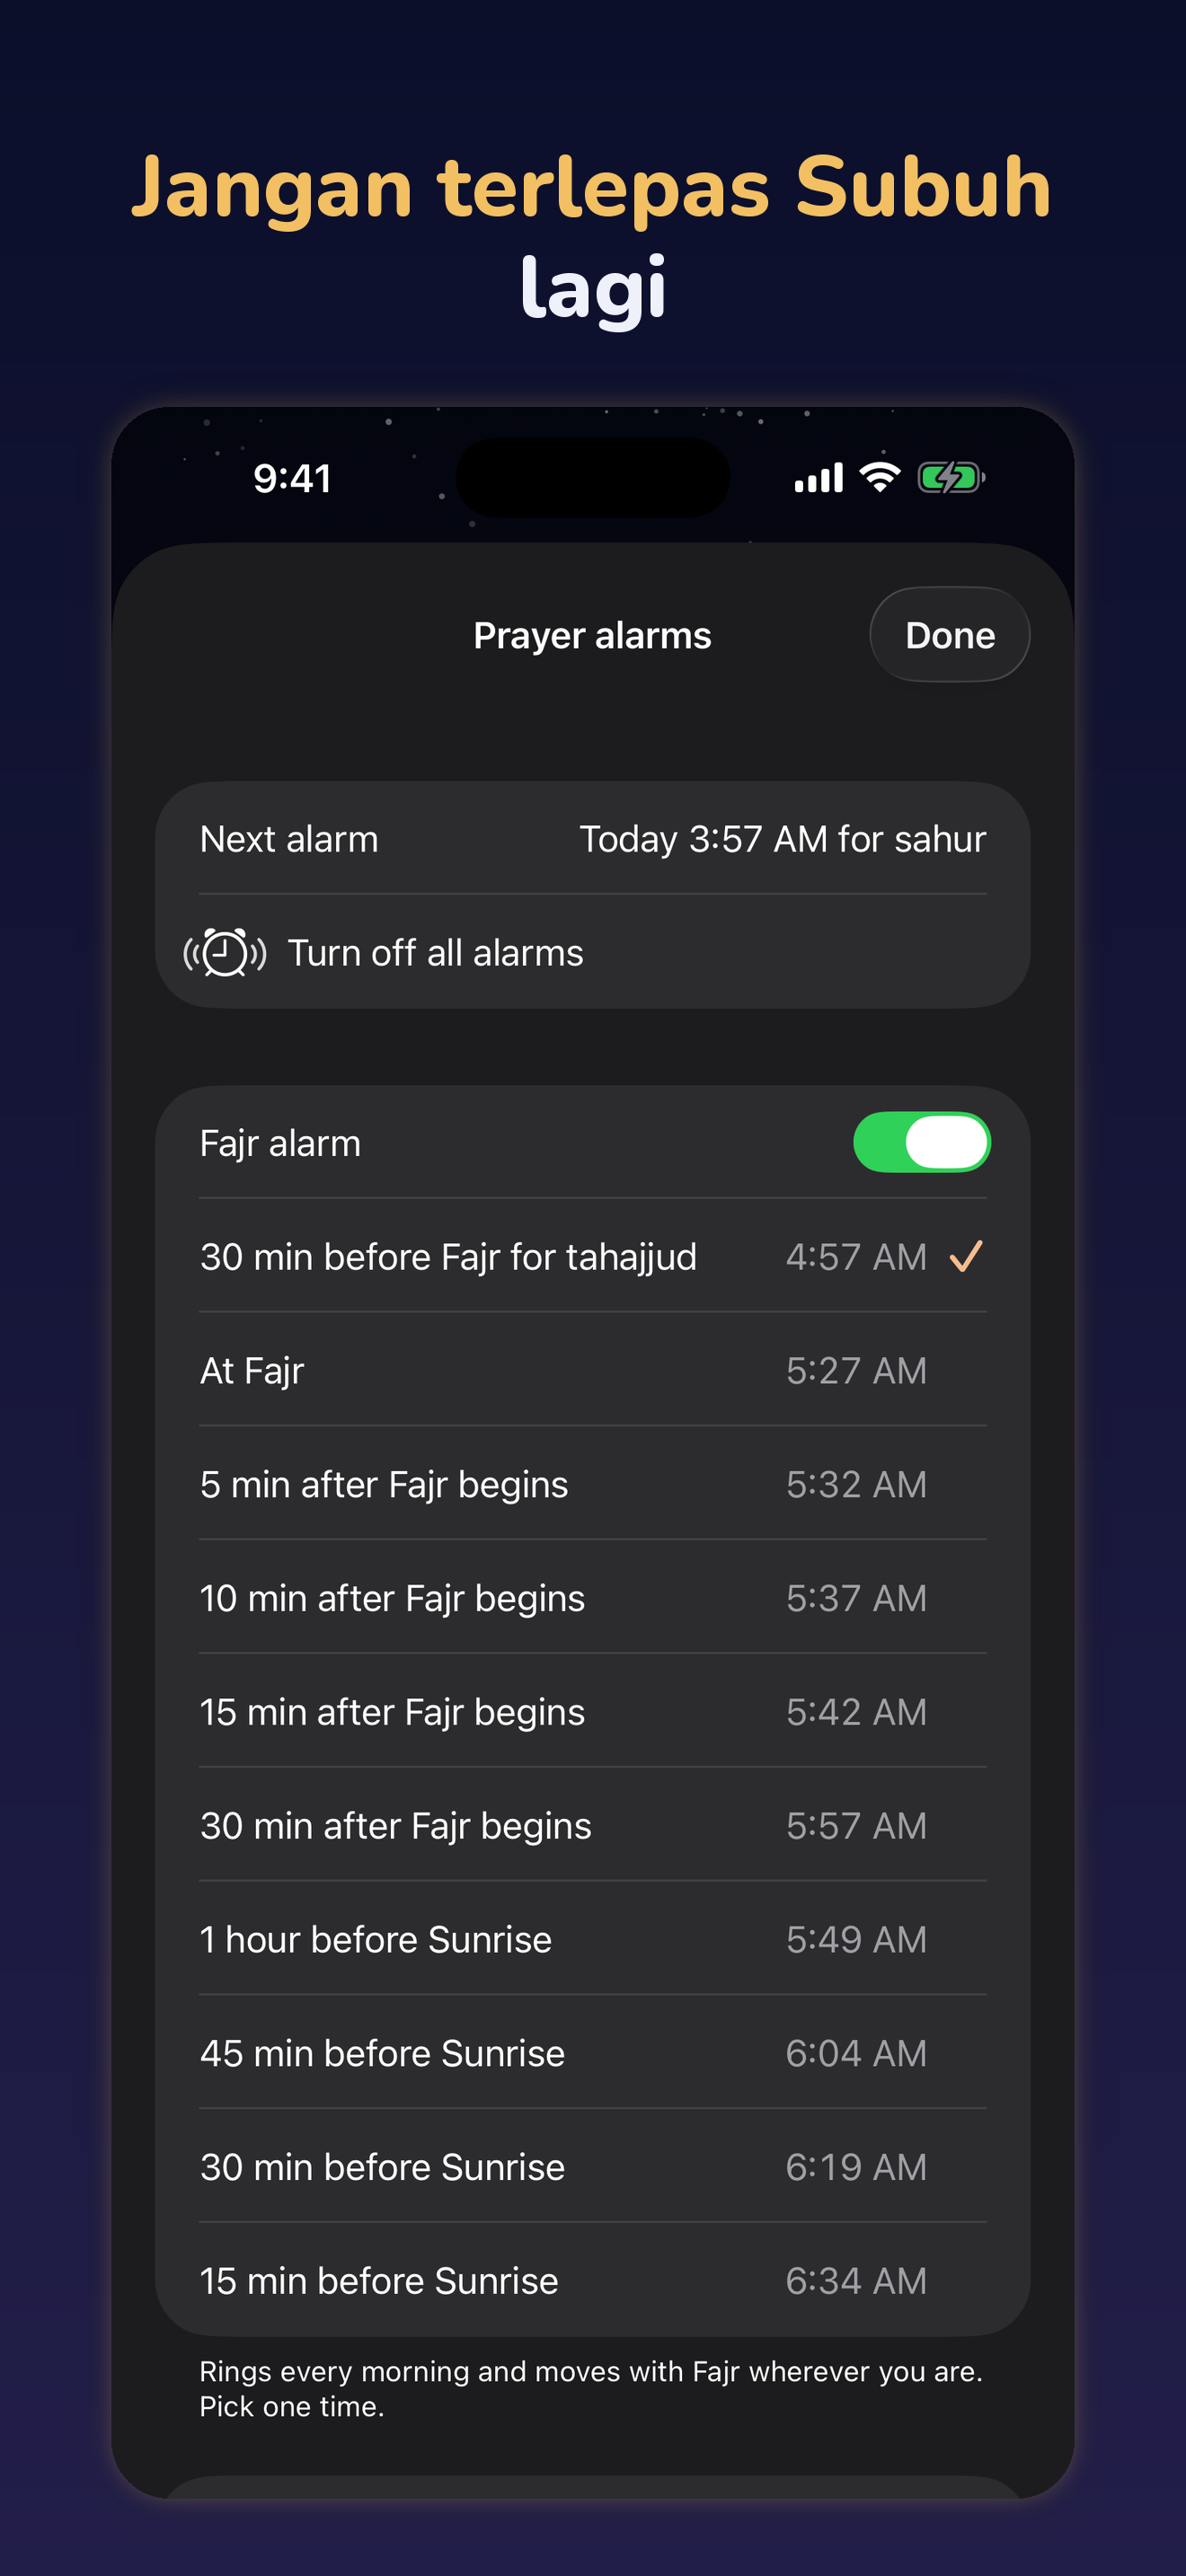 Jangan terlepas Subuh
lagi
9:41
Prayer alarms
Done
Next alarm
Today 3:57 AM for sahur
Turn off all alarms
Fajr alarm
30 min before Fajr for tahajjud
4:57 AM
At Fajr
5:27 AM
5 min after Fajr begins
5:32 AM
10 min after Fajr begins
5:37 AM
15 min after Fajr begins
5:42 AM
30 min after Fajr begins
5:57 AM
1 hour before Sunrise
5:49 AM
45 min before Sunrise
6:04 AM
30 min before Sunrise
6:19 AM
15 min before Sunrise
6:34 AM
Rings every morning and moves with Fajr wherever you are.
Pick one time.